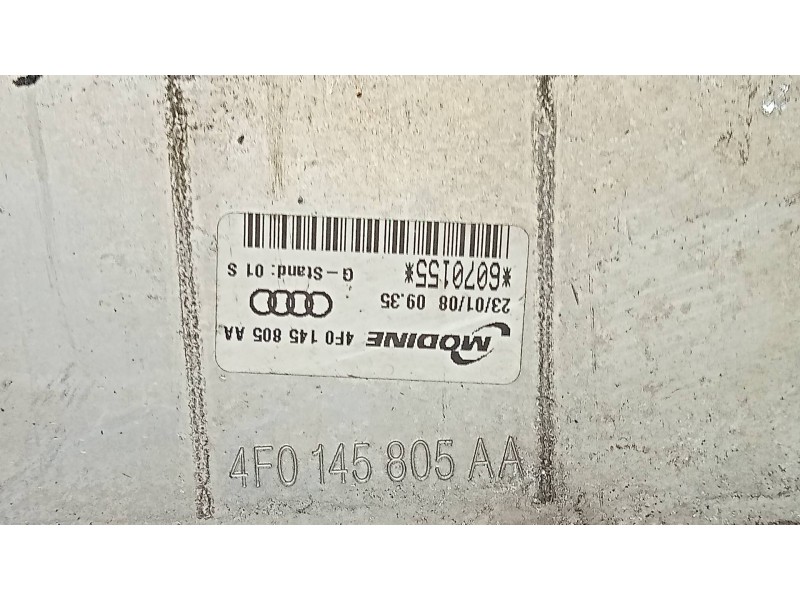 MODINE 4F0 145 805 AA
23/01/08 09.35
*6070155* G-Stand: 01 S
4F0 145 805 AA